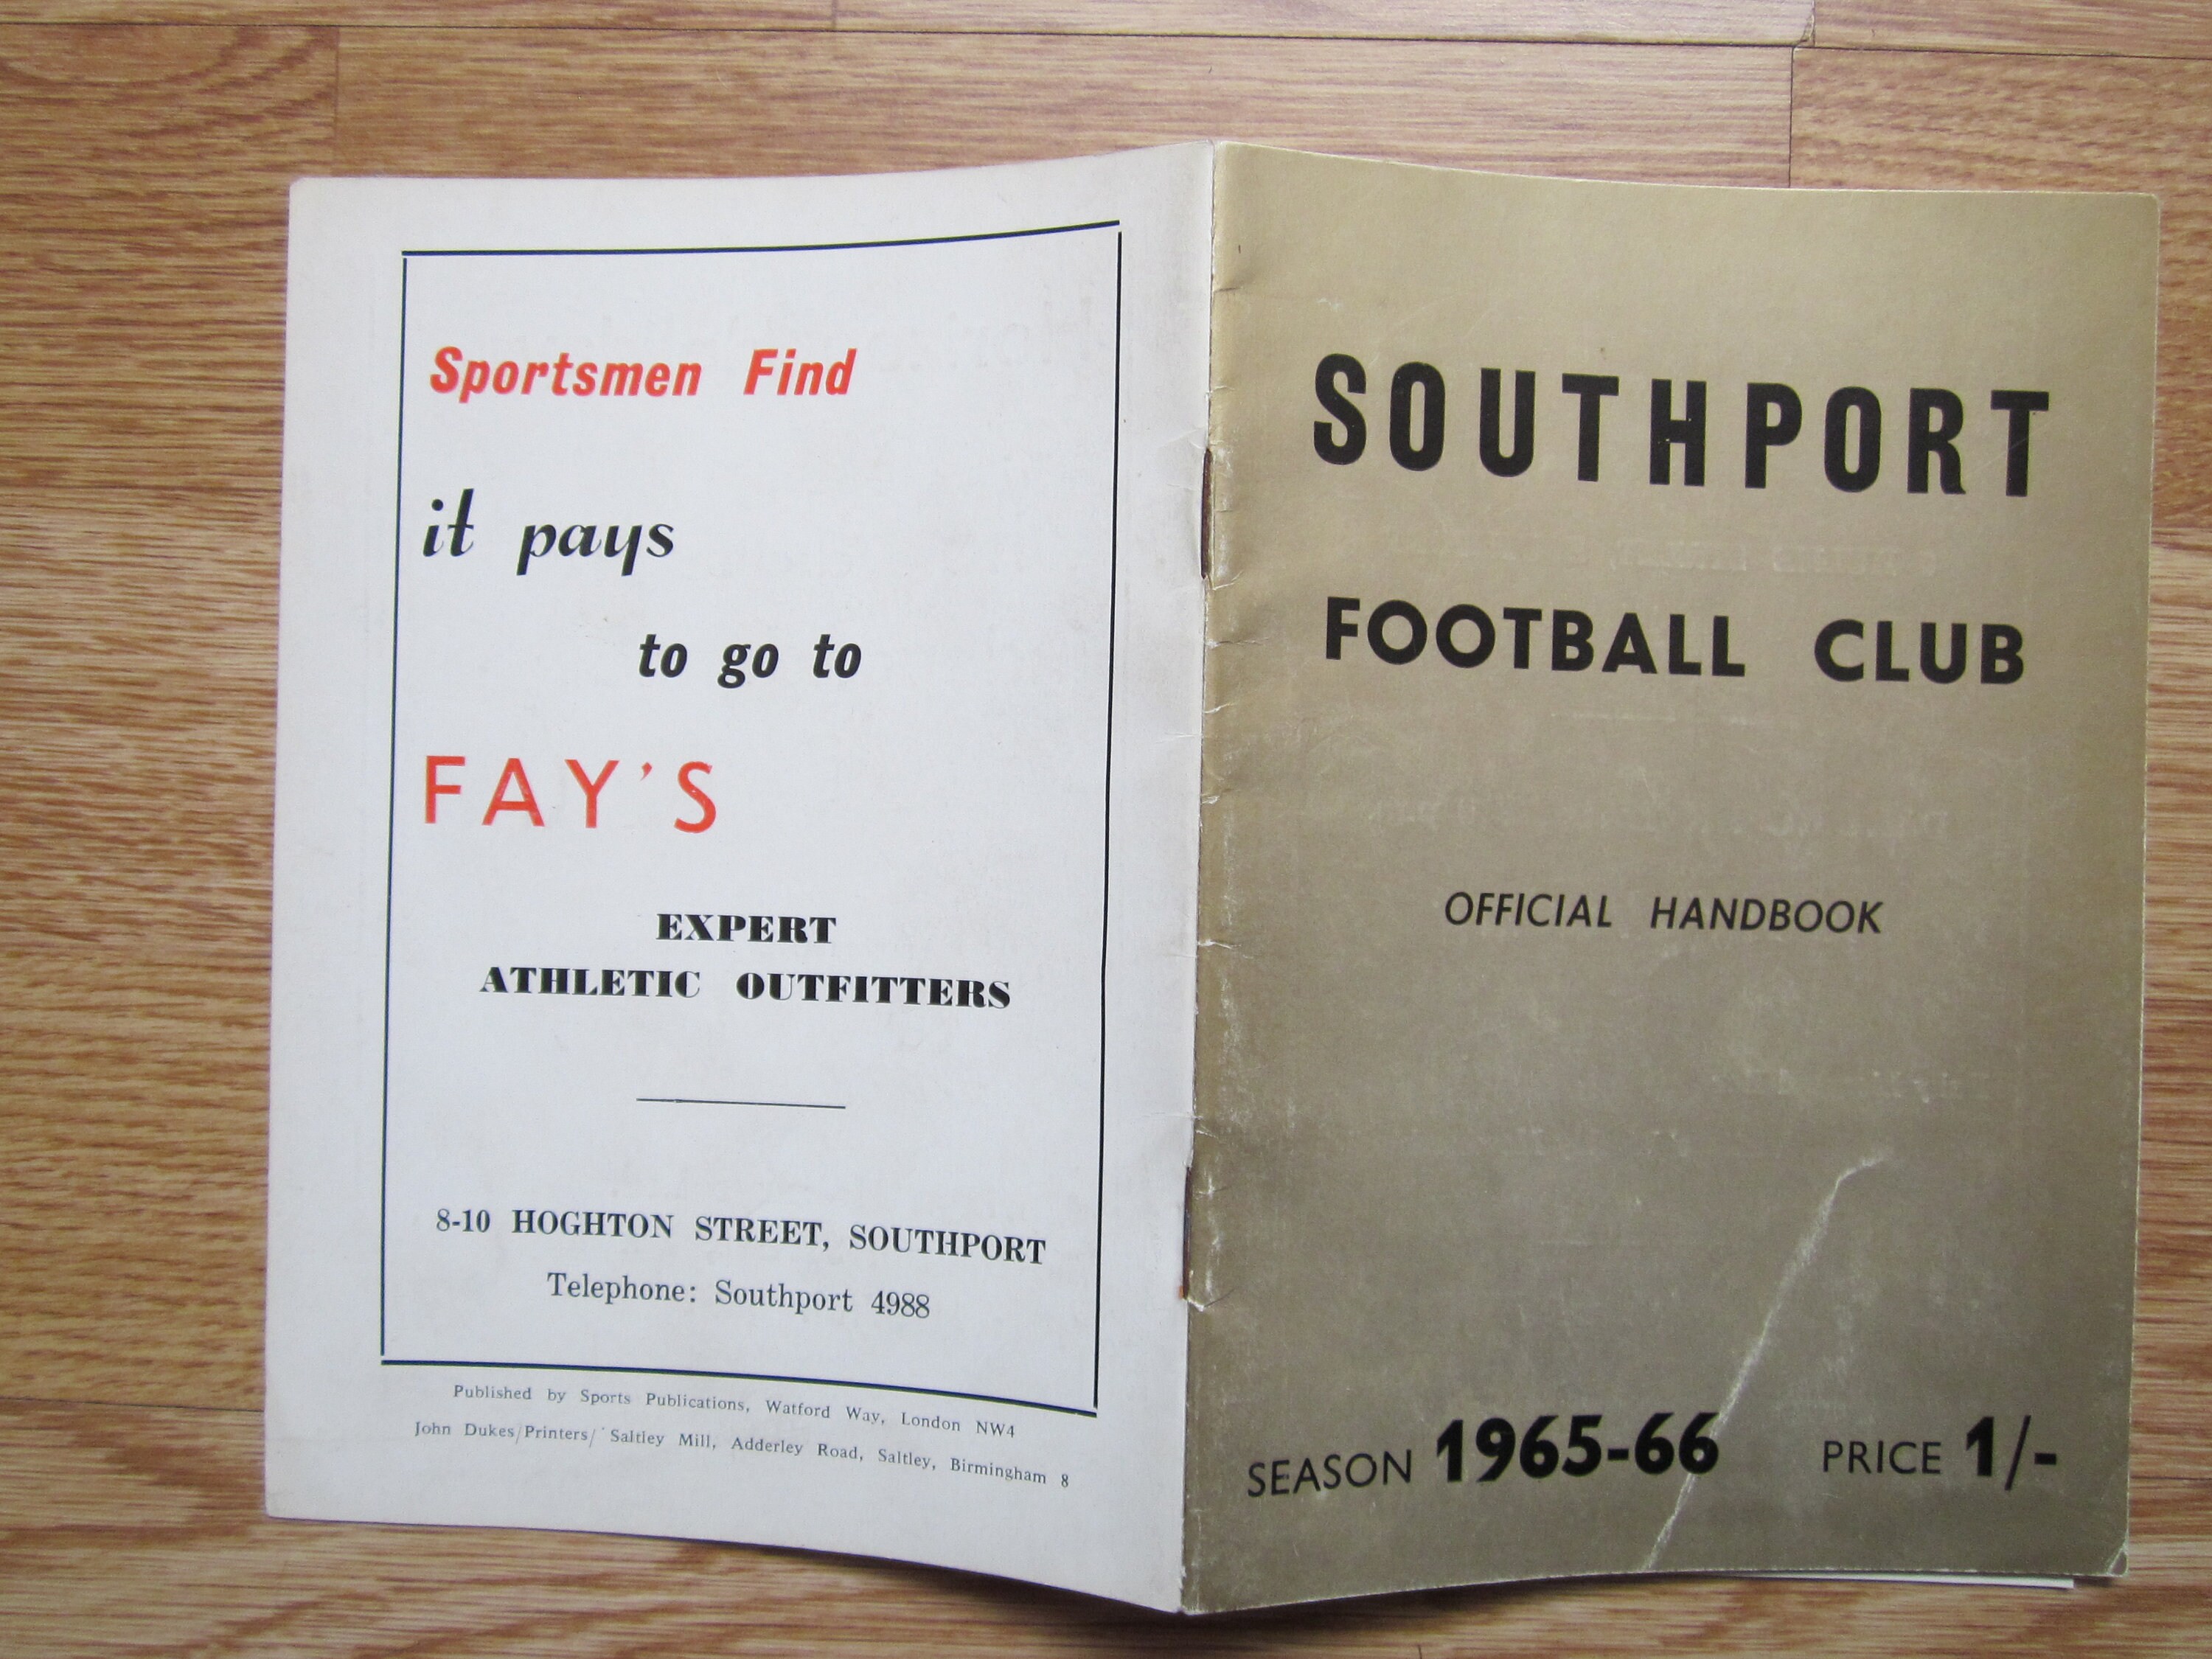 Sportsmen Find
it pays
to go to
FAY'S
EXPERT
ATHLETIC OUTFITTERS
8-10 HOGHTON STREET, SOUTHPORT
Telephone: Southport 4988
Published by Sports Publications, Watford Way, London NW4
John Dukes/Printers/ Saltley Mill, Adderley Road, Saltley, Birmingham 8
SOUTHPORT
FOOTBALL CLUB
OFFICIAL HANDBOOK
SEASON 1965-66 PRICE 1/-